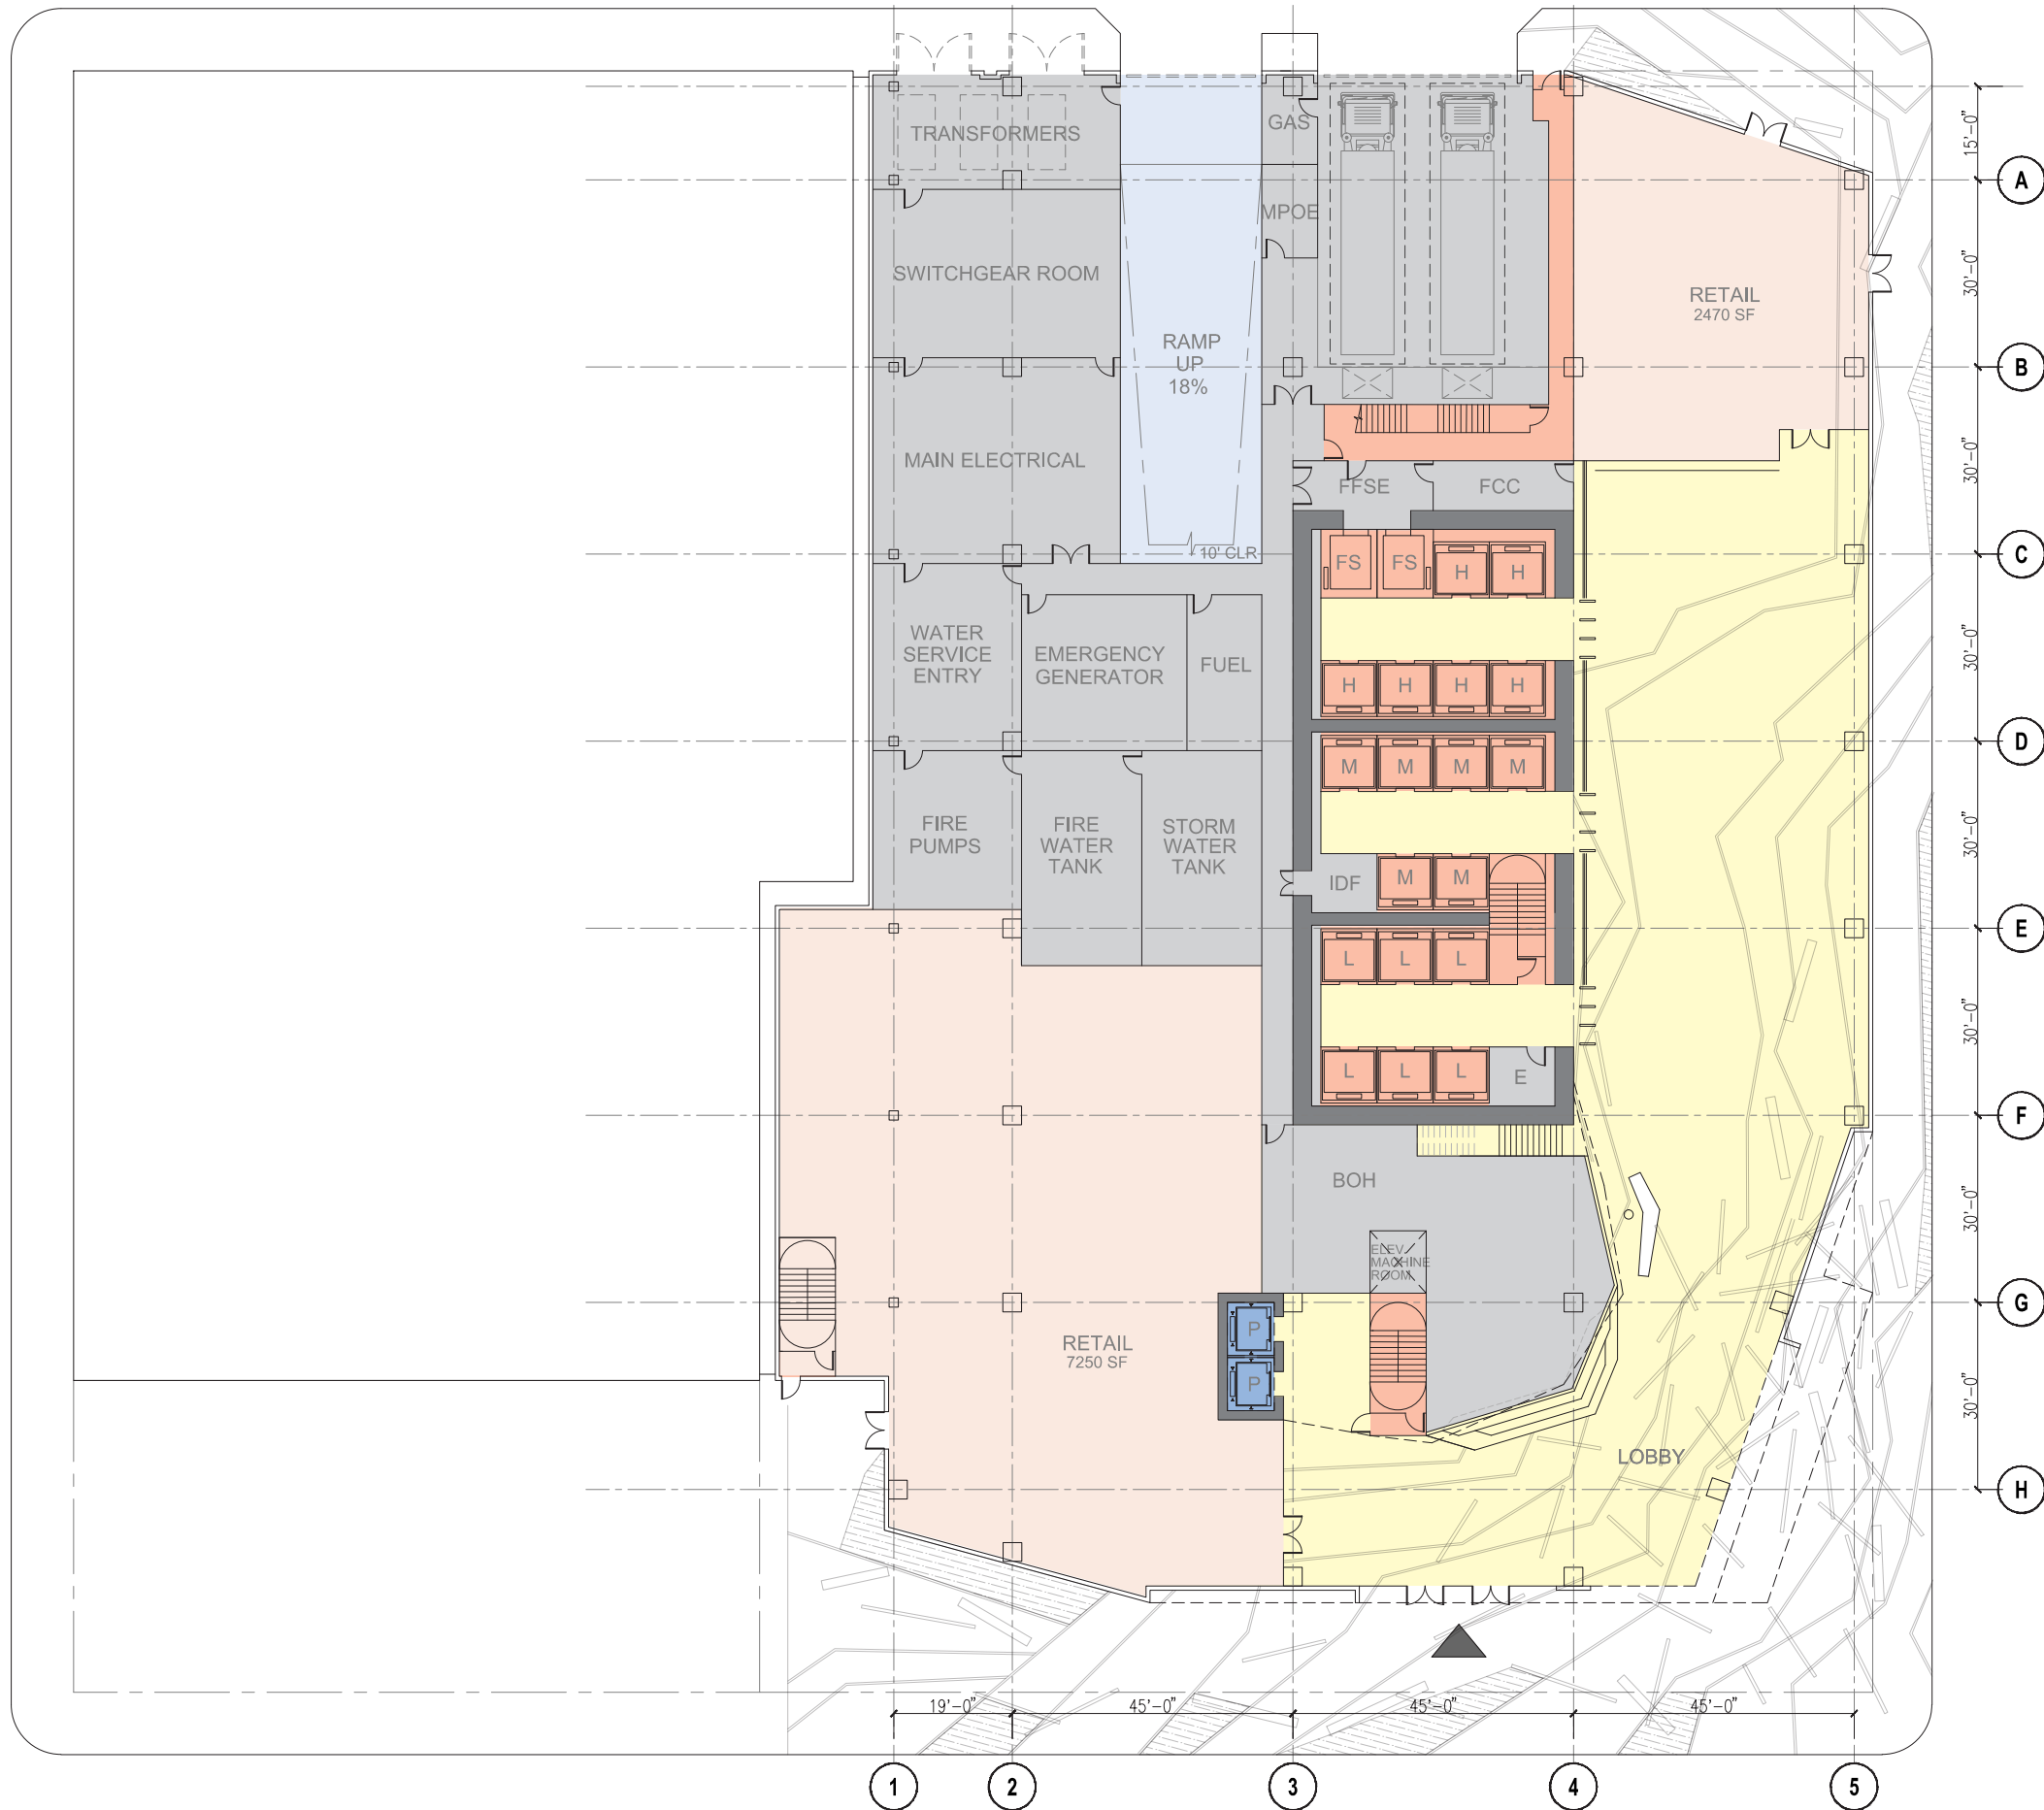 TRANSFORMERS
GAS
15'-0"
A
MPOE
SWITCHGEAR ROOM
30'-0"
RETAIL
2470 SF
RAMP
UP
18%
B
MAIN ELECTRICAL
30'-0"
FFSE
FCC
10' CLR
C
FS
FS
H
H
WATER
SERVICE
ENTRY
EMERGENCY
GENERATOR
FUEL
30'-0"
H
H
H
H
D
M
M
M
M
FIRE
PUMPS
FIRE
WATER
TANK
STORM
WATER
TANK
30'-0"
IDF
M
M
E
L
L
L
30'-0"
L
L
L
E
F
BOH
30'-0"
ELEV
MACHINE
ROOM
G
P
RETAIL
7250 SF
P
30'-0"
LOBBY
H
19'-0"
45'-0"
45'-0"
45'-0"
1
2
3
4
5